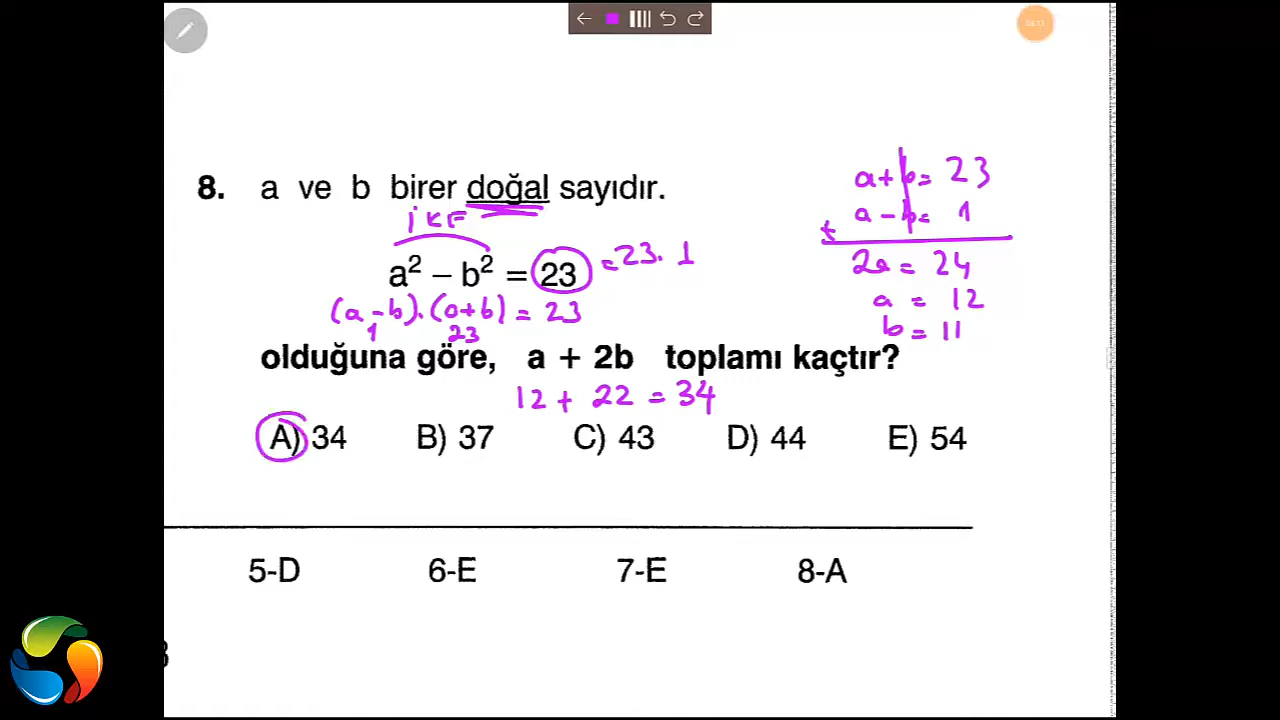 8. a ve b birer doğal sayıdır.
İKF
a² – b² = 23 = 23. 1
(a-b).(a+b) = 23
1 23
olduğuna göre, a + 2b toplamı kaçtır?
12 + 22 = 34
A) 34 B) 37 C) 43 D) 44 E) 54
a+b= 23
a-b= 1
+
2a = 24
a = 12
b = 11
5-D 6-E 7-E 8-A